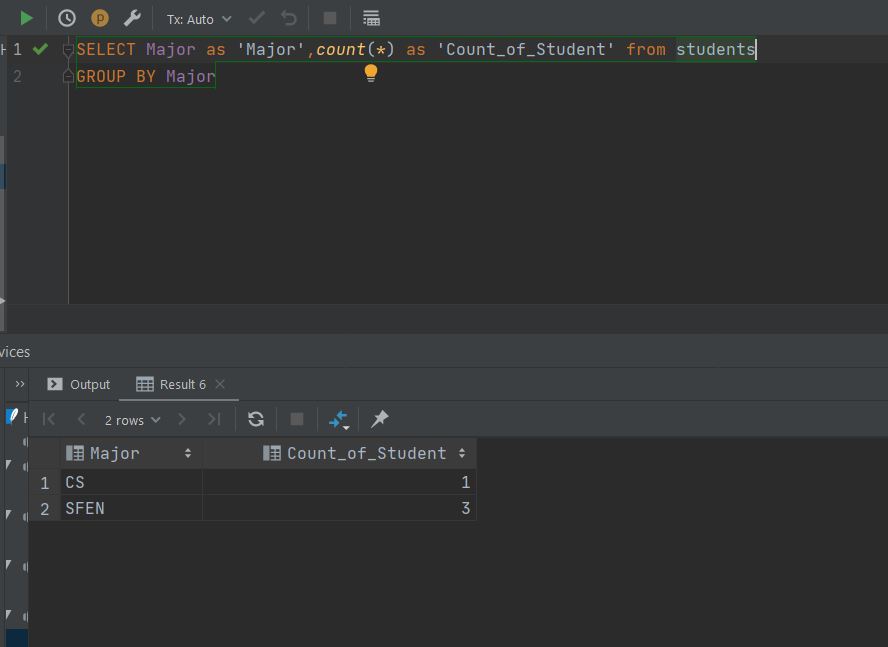 Tx: Auto
1 SELECT Major as 'Major',count(*) as 'Count_of_Student' from students
2 GROUP BY Major
vices
Output Result 6
2 rows
Major Count_of_Student
1 CS 1
2 SFEN 3